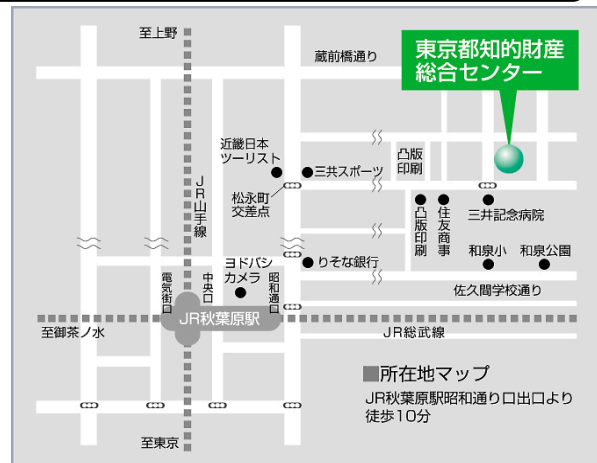 至上野
蔵前橋通り
東京都知的財産
総合センター
近畿日本
ツーリスト
三共スポーツ
凸版
印刷
JR山手線
松永町
交差点
凸版印刷
住友商事
三井記念病院
和泉小
和泉公園
ヨドバシ
カメラ
りそな銀行
電気街口
中央口
昭和通口
佐久間学校通り
JR秋葉原駅
至御茶ノ水
JR総武線
■所在地マップ
JR秋葉原駅昭和通り口出口より
徒歩10分
至東京